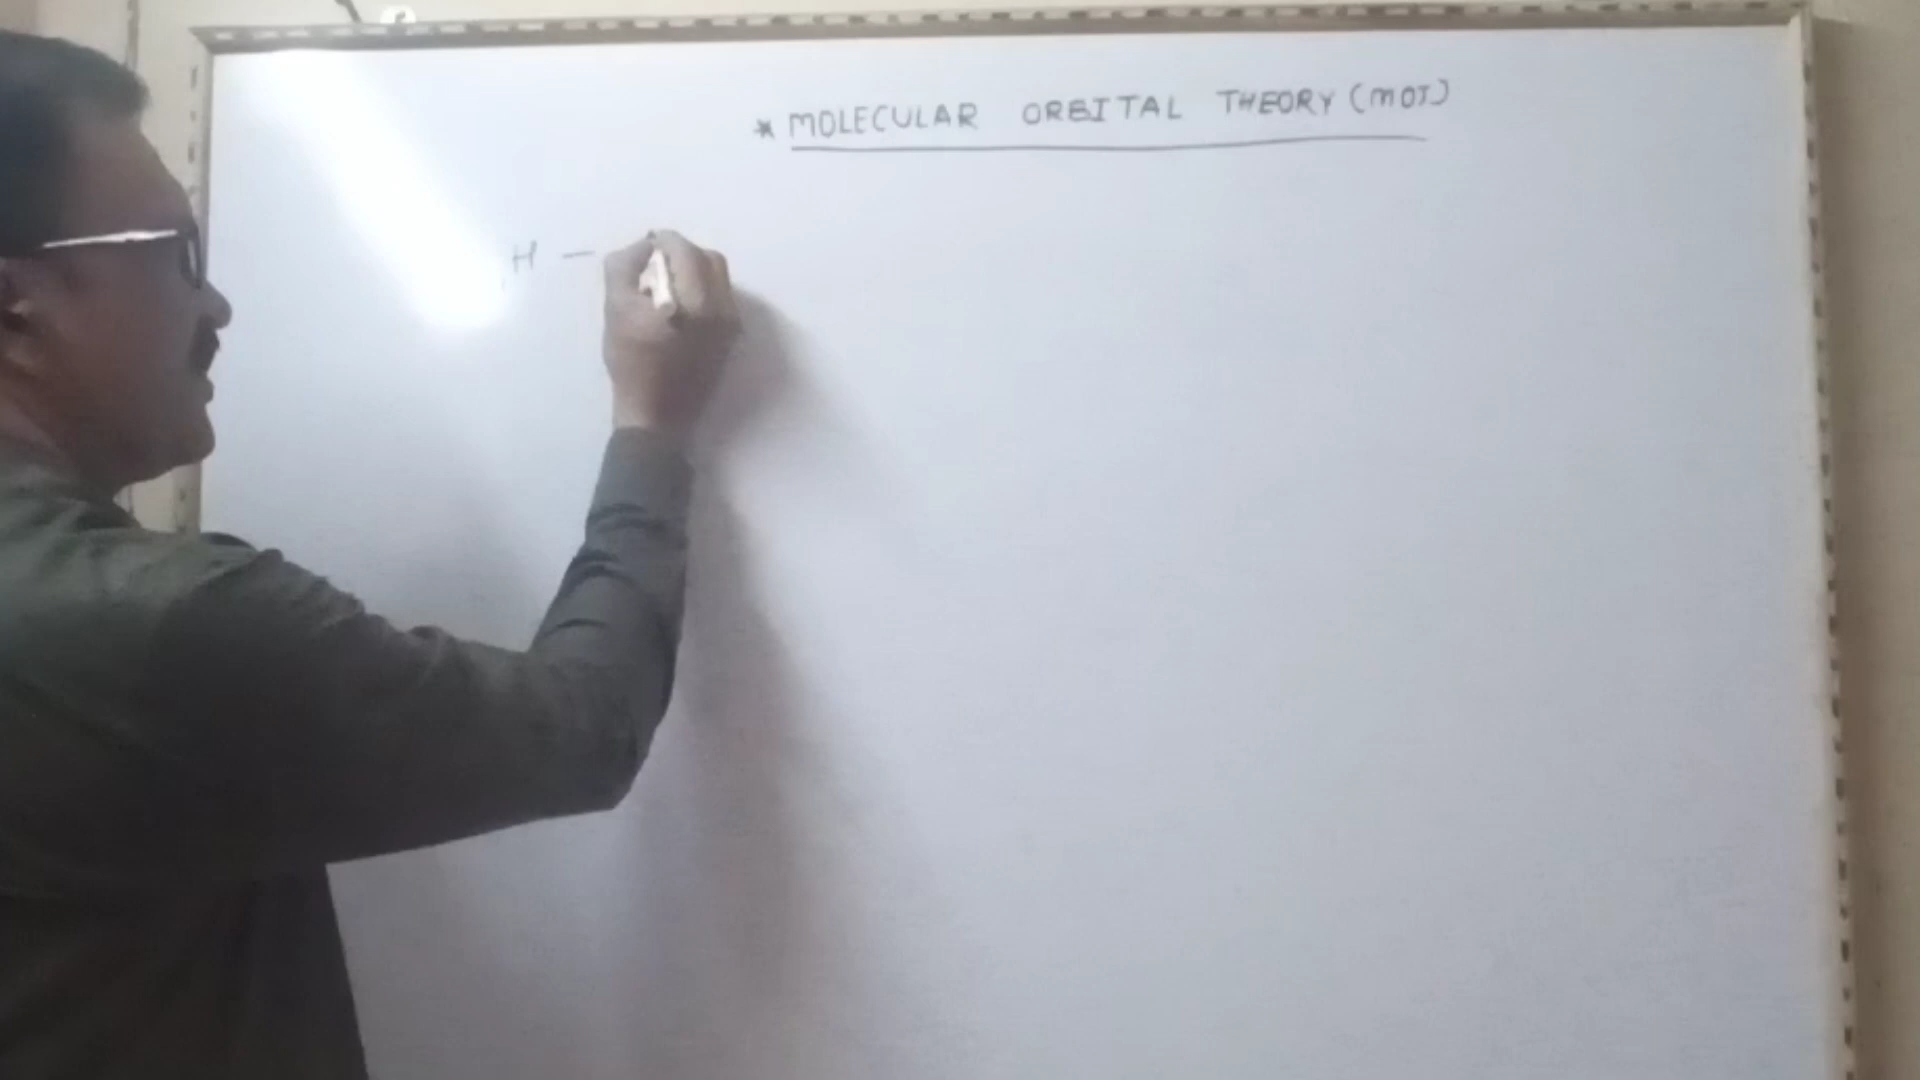 * MOLECULAR ORBITAL THEORY (MOT)
H —